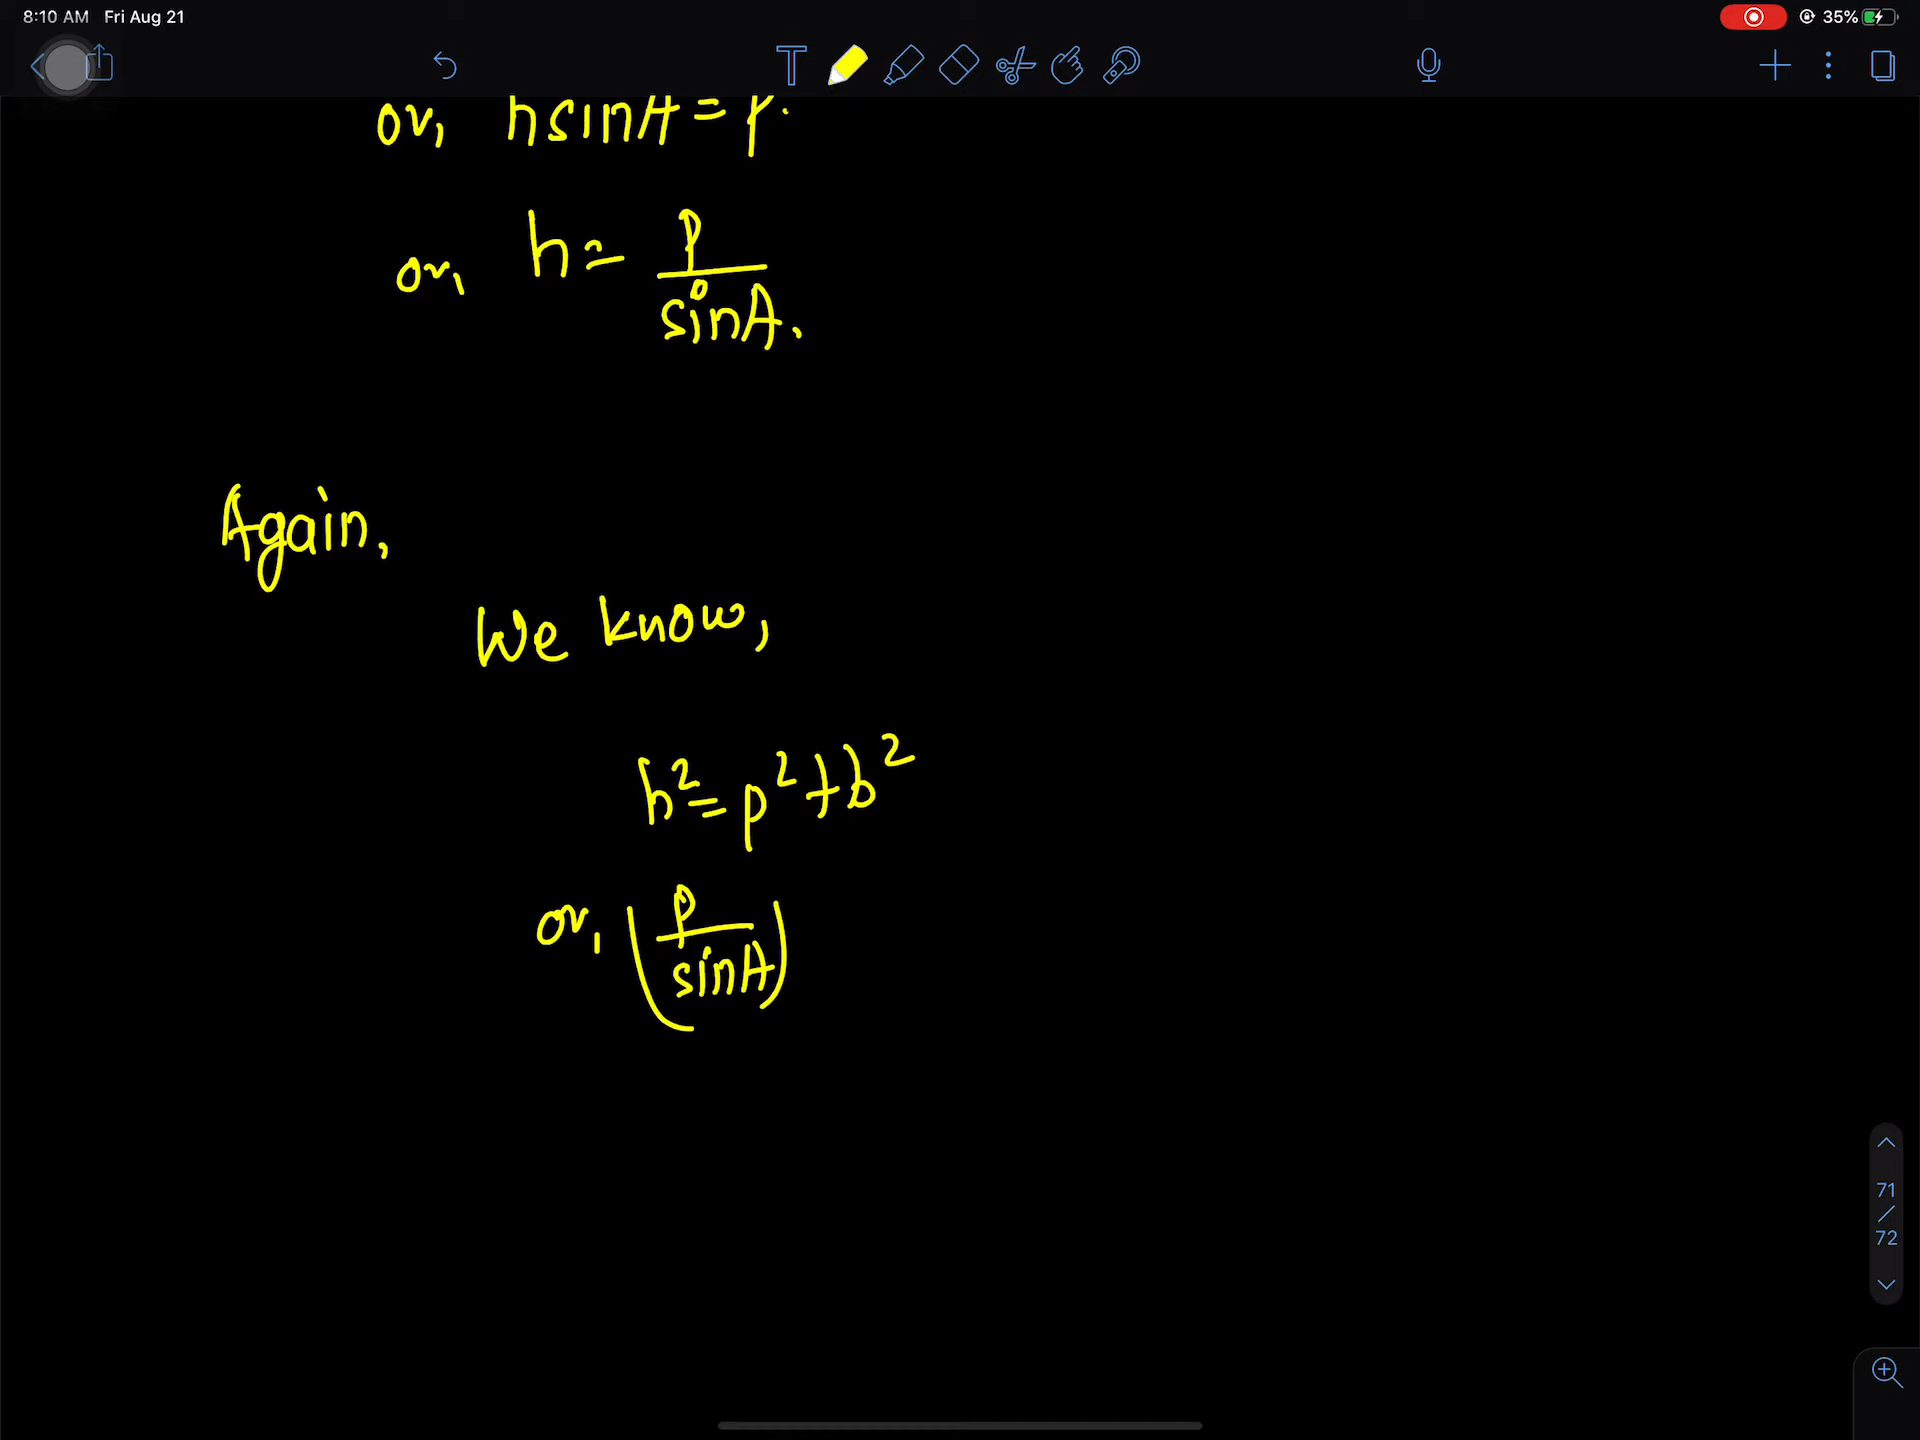 8:10 AM Fri Aug 21
35%
or, h sinA = p.
or, h = p/sinA.
Again,
We know,
h² = p² + b²
or, (p/sinA)
71
/
72